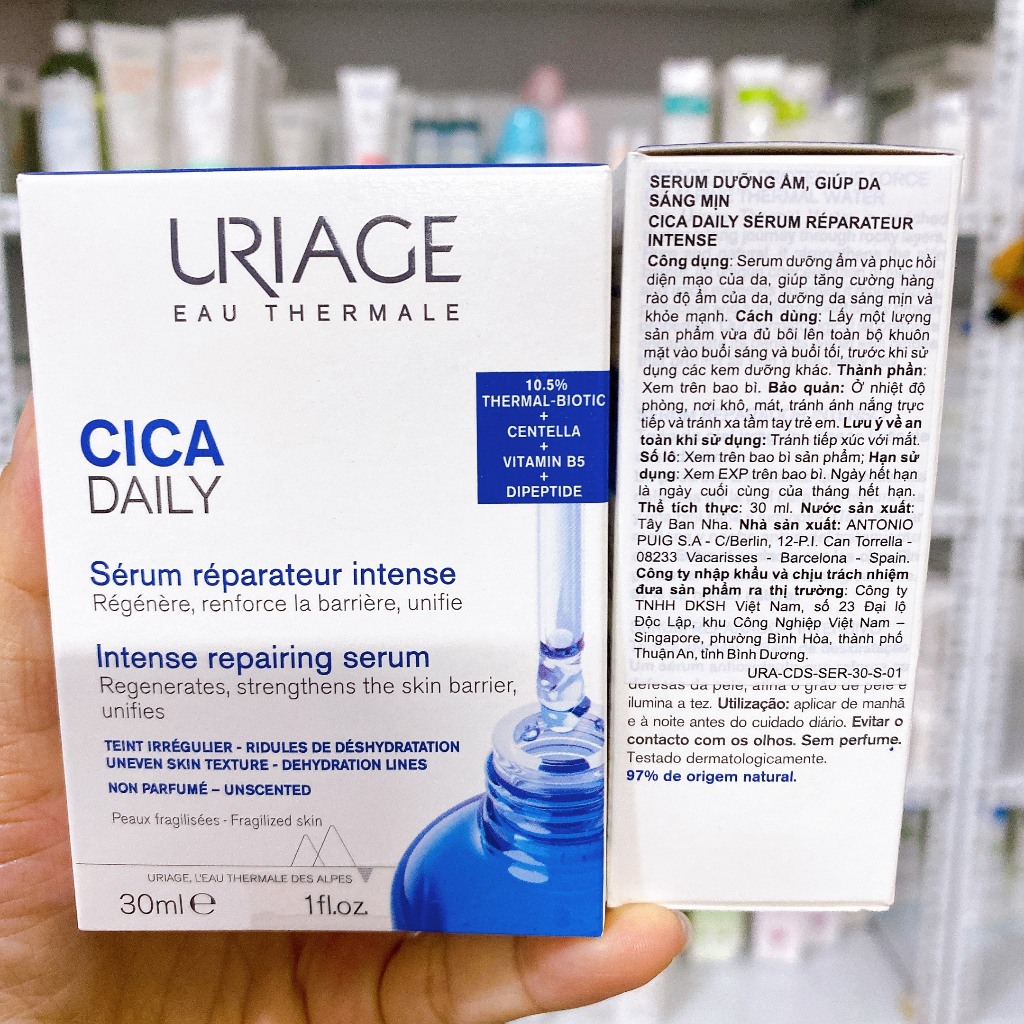 URIAGE
EAU THERMALE
10.5%
THERMAL-BIOTIC
+
CENTELLA
+
VITAMIN B5
+
DIPEPTIDE
CICA
DAILY
Sérum réparateur intense
Régénère, renforce la barrière, unifie
Intense repairing serum
Regenerates, strengthens the skin barrier,
unifies
TEINT IRRÉGULIER - RIDULES DE DÉSHYDRATATION
UNEVEN SKIN TEXTURE - DEHYDRATION LINES
NON PARFUMÉ – UNSCENTED
Peaux fragilisées - Fragilized skin
URIAGE, L'EAU THERMALE DES ALPES
30ml e 1fl.oz.
SERUM DƯỠNG ẨM, GIÚP DA
SÁNG MỊN
CICA DAILY SÉRUM RÉPARATEUR
INTENSE
Công dụng: Serum dưỡng ẩm và phục hồi
diện mạo của da, giúp tăng cường hàng
rào độ ẩm của da, dưỡng da sáng mịn và
khỏe mạnh. Cách dùng: Lấy một lượng
sản phẩm vừa đủ bôi lên toàn bộ khuôn
mặt vào buổi sáng và buổi tối, trước khi sử
dụng các kem dưỡng khác. Thành phần:
Xem trên bao bì. Bảo quản: Ở nhiệt độ
phòng, nơi khô, mát, tránh ánh nắng trực
tiếp và tránh xa tầm tay trẻ em. Lưu ý về an
toàn khi sử dụng: Tránh tiếp xúc với mắt.
Số lô: Xem trên bao bì sản phẩm; Hạn sử
dụng: Xem EXP trên bao bì. Ngày hết hạn
là ngày cuối cùng của tháng hết hạn.
Thể tích thực: 30 ml. Nước sản xuất:
Tây Ban Nha. Nhà sản xuất: ANTONIO
PUIG S.A - C/Berlin, 12-P.I. Can Torrella -
08233 Vacarisses - Barcelona - Spain.
Công ty nhập khẩu và chịu trách nhiệm
đưa sản phẩm ra thị trường: Công ty
TNHH DKSH Việt Nam, số 23 Đại lộ
Độc Lập, khu Công Nghiệp Việt Nam –
Singapore, phường Bình Hòa, thành phố
Thuận An, tỉnh Bình Dương.
URA-CDS-SER-30-S-01
defesas da pele, afina o grão de pele e
ilumina a tez. Utilização: aplicar de manhã
e à noite antes do cuidado diário. Evitar o
contacto com os olhos. Sem perfume.
Testado dermatologicamente.
97% de origem natural.